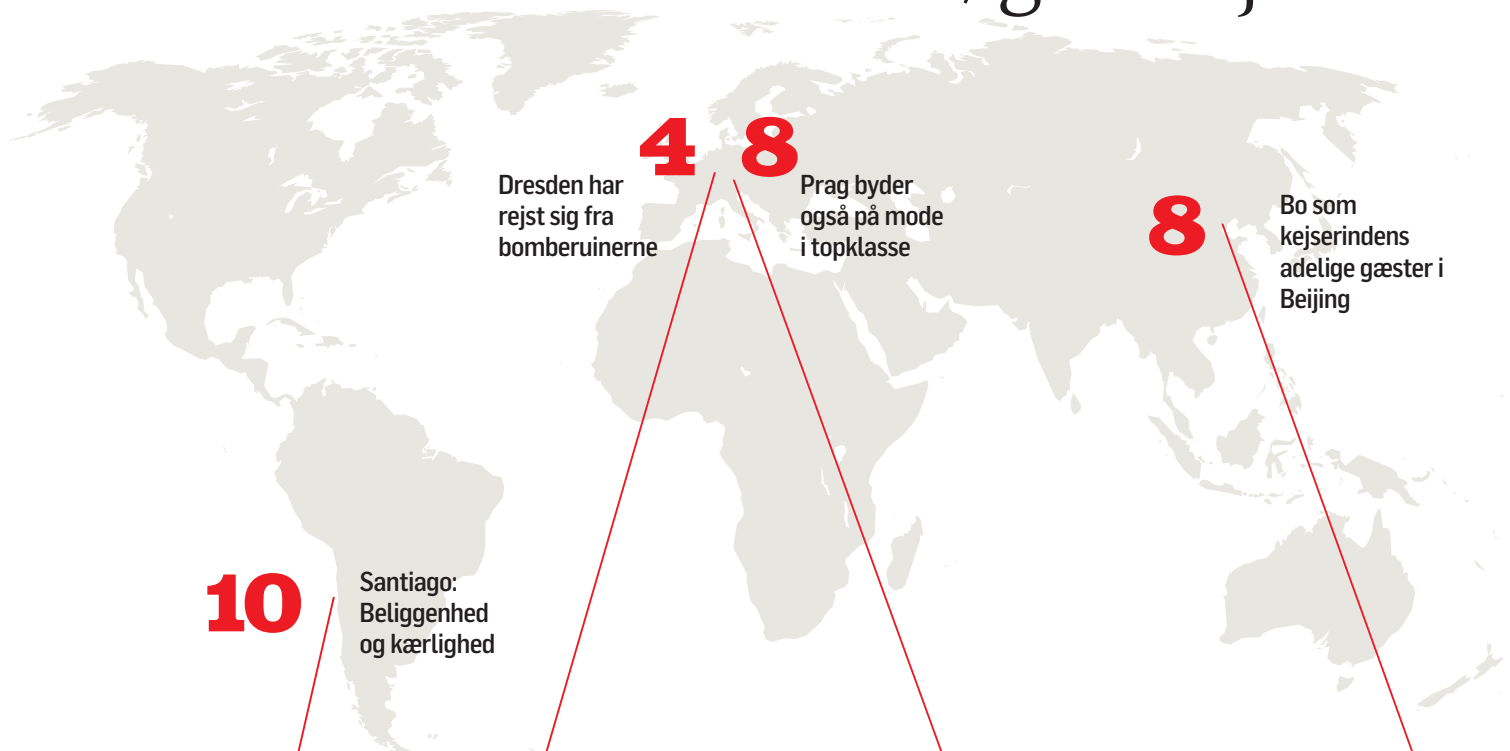 4
Dresden har
rejst sig fra
bomberuinerne
8
Prag byder
også på mode
i topklasse
8
Bo som
kejserindens
adelige gæster i
Beijing
10
Santiago:
Beliggenhed
og kærlighed